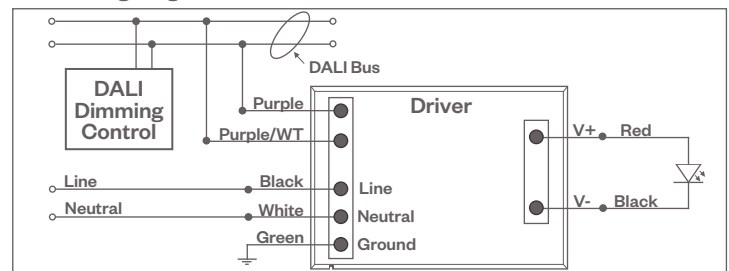 DALI Bus
DALI
Dimming
Control
Purple
Driver
Purple/WT
V+ Red
Line
Black
Line
Neutral
White
Neutral
V- Black
Green
Ground